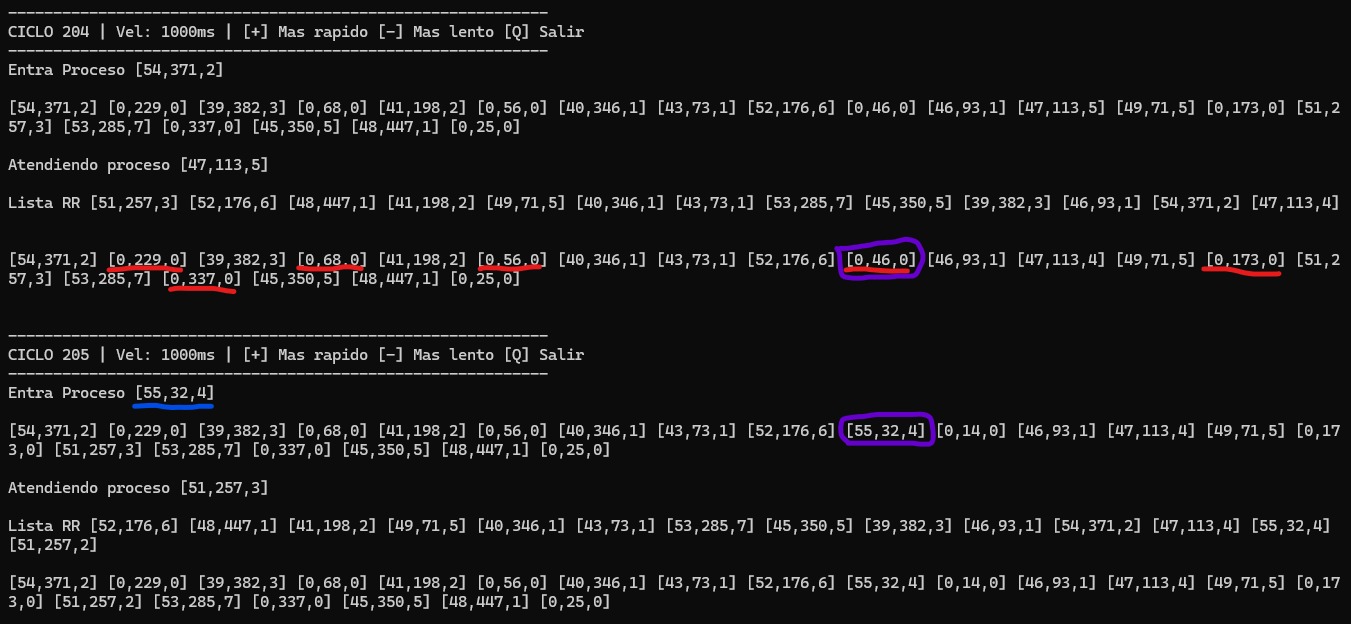 CICLO 204 | Vel: 1000ms | [+] Mas rapido [-] Mas lento [Q] Salir
Entra Proceso [54,371,2]
[54,371,2] [0,229,0] [39,382,3] [0,68,0] [41,198,2] [0,56,0] [40,346,1] [43,73,1] [52,176,6] [0,46,0] [46,93,1] [47,113,5] [49,71,5] [0,173,0] [51,2
57,3] [53,285,7] [0,337,0] [45,350,5] [48,447,1] [0,25,0]
Atendiendo proceso [47,113,5]
Lista RR [51,257,3] [52,176,6] [48,447,1] [41,198,2] [49,71,5] [40,346,1] [43,73,1] [53,285,7] [45,350,5] [39,382,3] [46,93,1] [54,371,2] [47,113,4]
[54,371,2] [0,229,0] [39,382,3] [0,68,0] [41,198,2] [0,56,0] [40,346,1] [43,73,1] [52,176,6] [0,46,0] [46,93,1] [47,113,4] [49,71,5] [0,173,0] [51,2
57,3] [53,285,7] [0,337,0] [45,350,5] [48,447,1] [0,25,0]
CICLO 205 | Vel: 1000ms | [+] Mas rapido [-] Mas lento [Q] Salir
Entra Proceso [55,32,4]
[54,371,2] [0,229,0] [39,382,3] [0,68,0] [41,198,2] [0,56,0] [40,346,1] [43,73,1] [52,176,6] [55,32,4] [0,14,0] [46,93,1] [47,113,4] [49,71,5] [0,17
3,0] [51,257,3] [53,285,7] [0,337,0] [45,350,5] [48,447,1] [0,25,0]
Atendiendo proceso [51,257,3]
Lista RR [52,176,6] [48,447,1] [41,198,2] [49,71,5] [40,346,1] [43,73,1] [53,285,7] [45,350,5] [39,382,3] [46,93,1] [54,371,2] [47,113,4] [55,32,4]
[51,257,2]
[54,371,2] [0,229,0] [39,382,3] [0,68,0] [41,198,2] [0,56,0] [40,346,1] [43,73,1] [52,176,6] [55,32,4] [0,14,0] [46,93,1] [47,113,4] [49,71,5] [0,17
3,0] [51,257,2] [53,285,7] [0,337,0] [45,350,5] [48,447,1] [0,25,0]